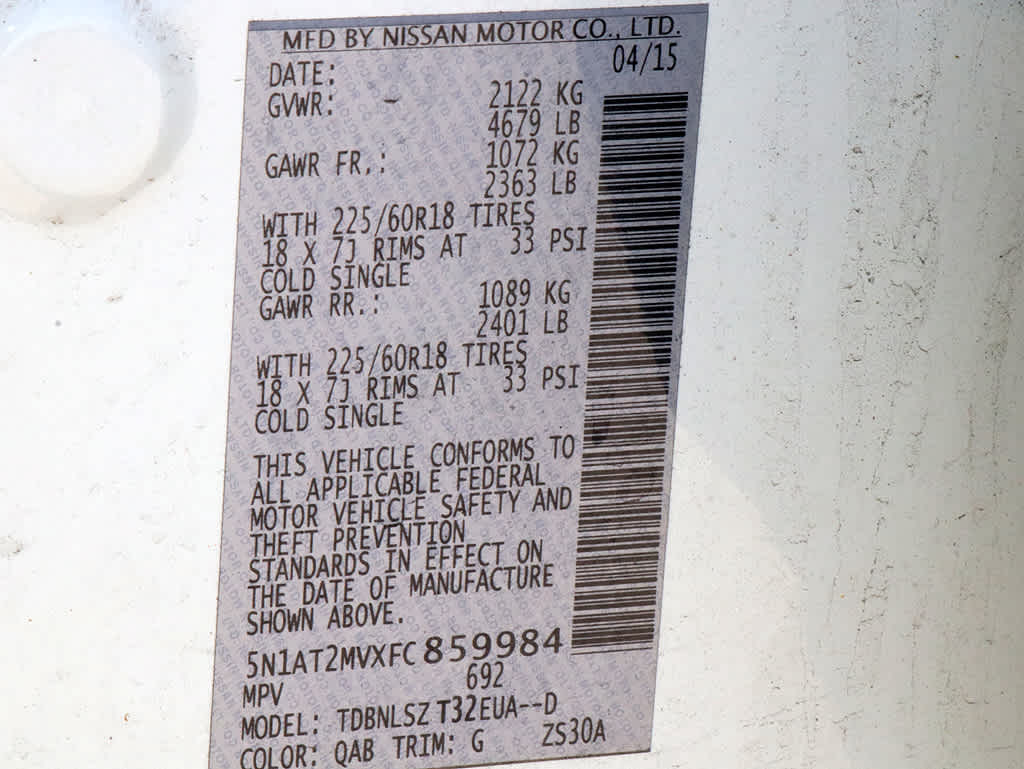 MFD BY NISSAN MOTOR CO., LTD.
DATE: 04/15
GVWR: 2122 KG
4679 LB
GAWR FR.: 1072 KG
2363 LB
WITH 225/60R18 TIRES
18 X 7J RIMS AT 33 PSI
COLD SINGLE
GAWR RR.: 1089 KG
2401 LB
WITH 225/60R18 TIRES
18 X 7J RIMS AT 33 PSI
COLD SINGLE
THIS VEHICLE CONFORMS TO
ALL APPLICABLE FEDERAL
MOTOR VEHICLE SAFETY AND
THEFT PREVENTION
STANDARDS IN EFFECT ON
THE DATE OF MANUFACTURE
SHOWN ABOVE.
5N1AT2MVXFC859984
MPV 692
MODEL: TDBNLSZ T32EUA--D
COLOR: QAB TRIM: G ZS30A